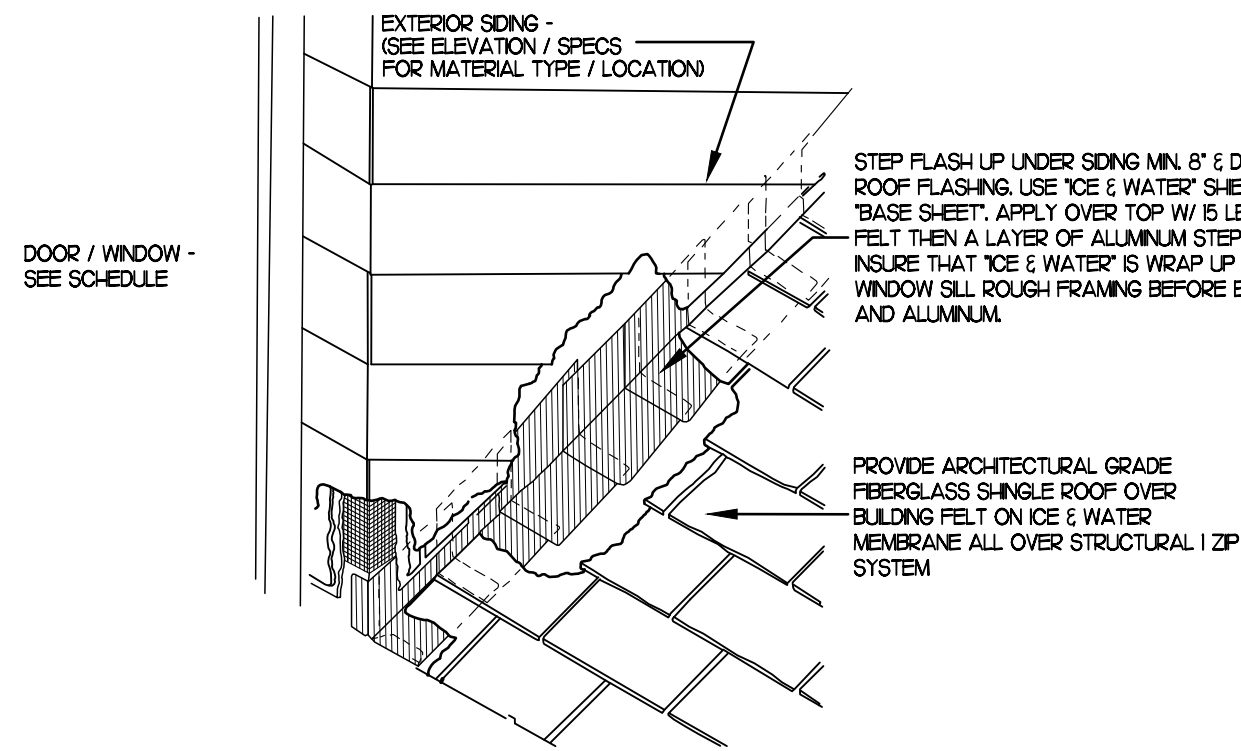 EXTERIOR SIDING -
(SEE ELEVATION / SPECS
FOR MATERIAL TYPE / LOCATION)
DOOR / WINDOW -
SEE SCHEDULE
STEP FLASH UP UNDER SIDING MIN. 8" &
ROOF FLASHING. USE "ICE & WATER"
"BASE SHEET". APPLY OVER TOP W/ 15
FELT THEN A LAYER OF ALUMINUM STEP
INSURE THAT "ICE & WATER" IS WRAP UP
WINDOW SILL ROUGH FRAMING BEFORE
AND ALUMINUM.
PROVIDE ARCHITECTURAL GRADE
FIBERGLASS SHINGLE ROOF OVER
BUILDING FELT ON ICE & WATER
MEMBRANE ALL OVER STRUCTURAL 1 ZIP
SYSTEM